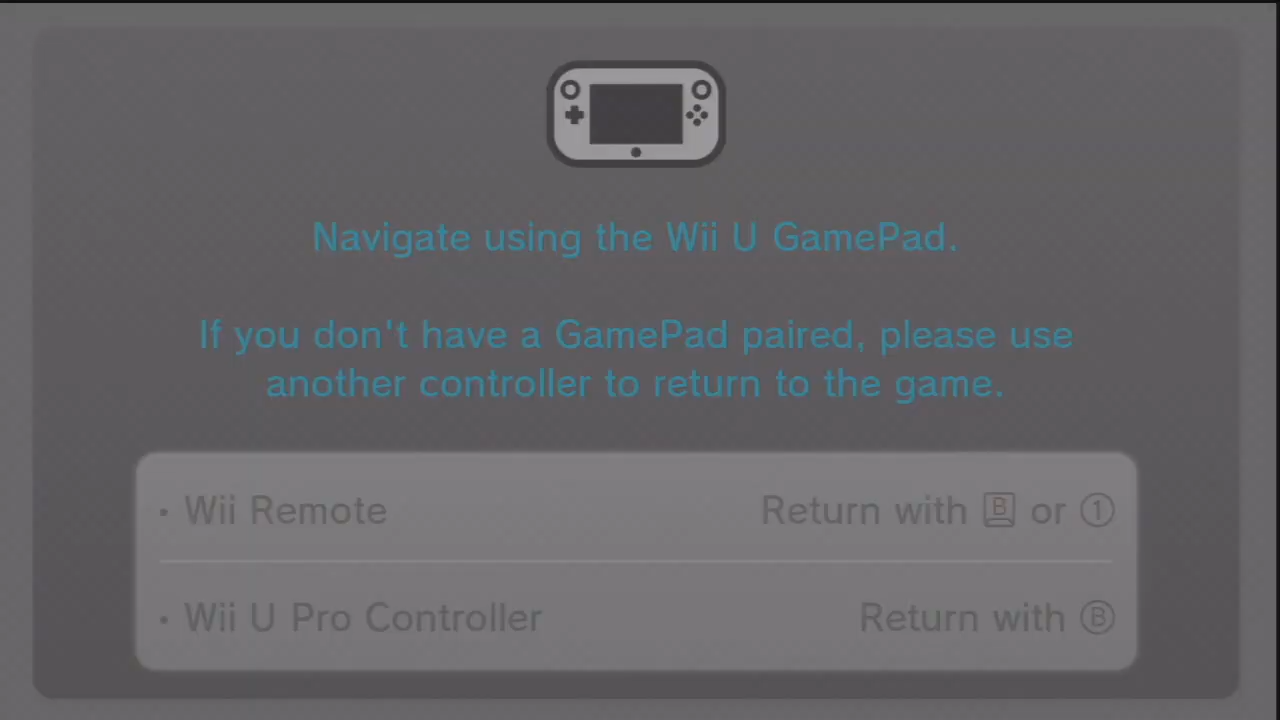 Navigate using the Wii U GamePad.
If you don't have a GamePad paired, please use
another controller to return to the game.
• Wii Remote Return with B or 1
• Wii U Pro Controller Return with B